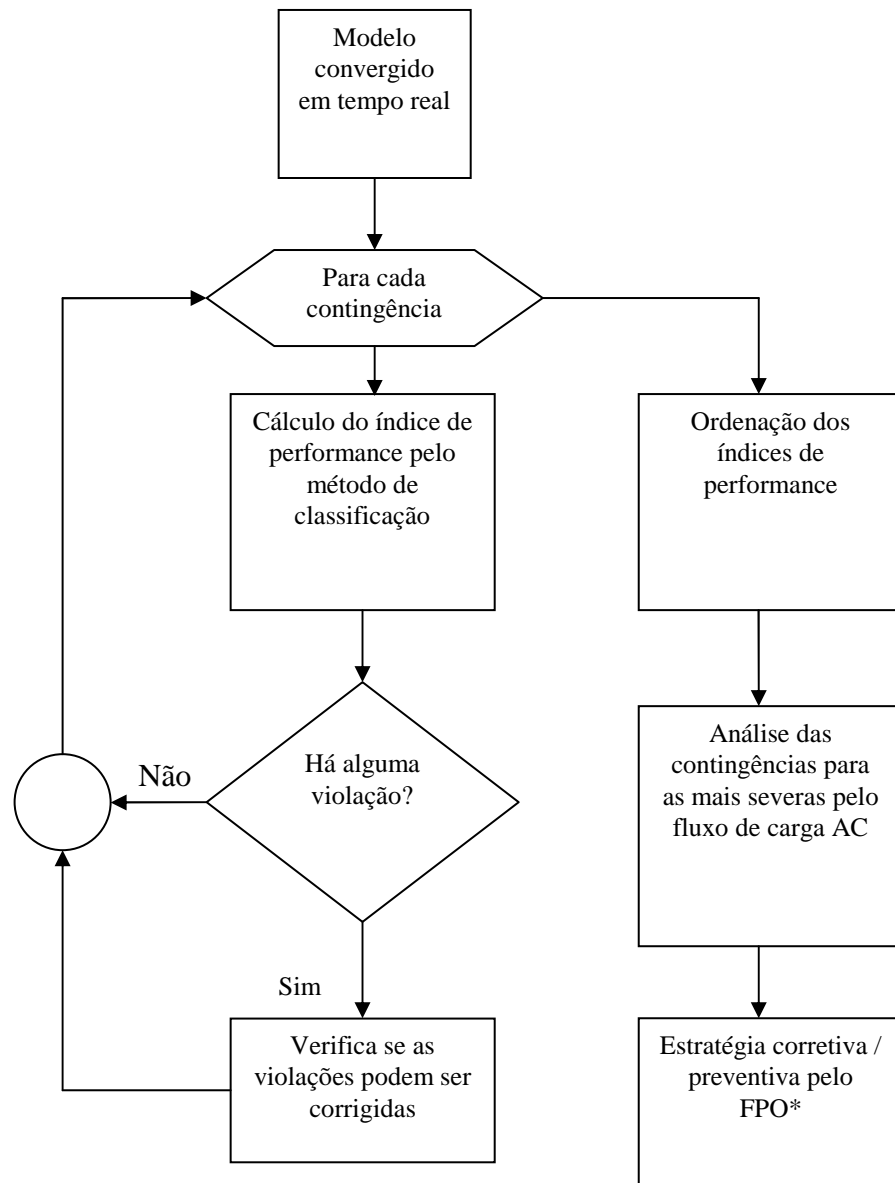 Modelo
convergido
em tempo real
Para cada
contingência
Cálculo do índice de
performance pelo
método de
classificação
Ordenação dos
índices de
performance
Há alguma
violação?
Não
Análise das
contingências para
as mais severas pelo
fluxo de carga AC
Sim
Verifica se as
violações podem ser
corrigidas
Estratégia corretiva /
preventiva pelo
FPO*